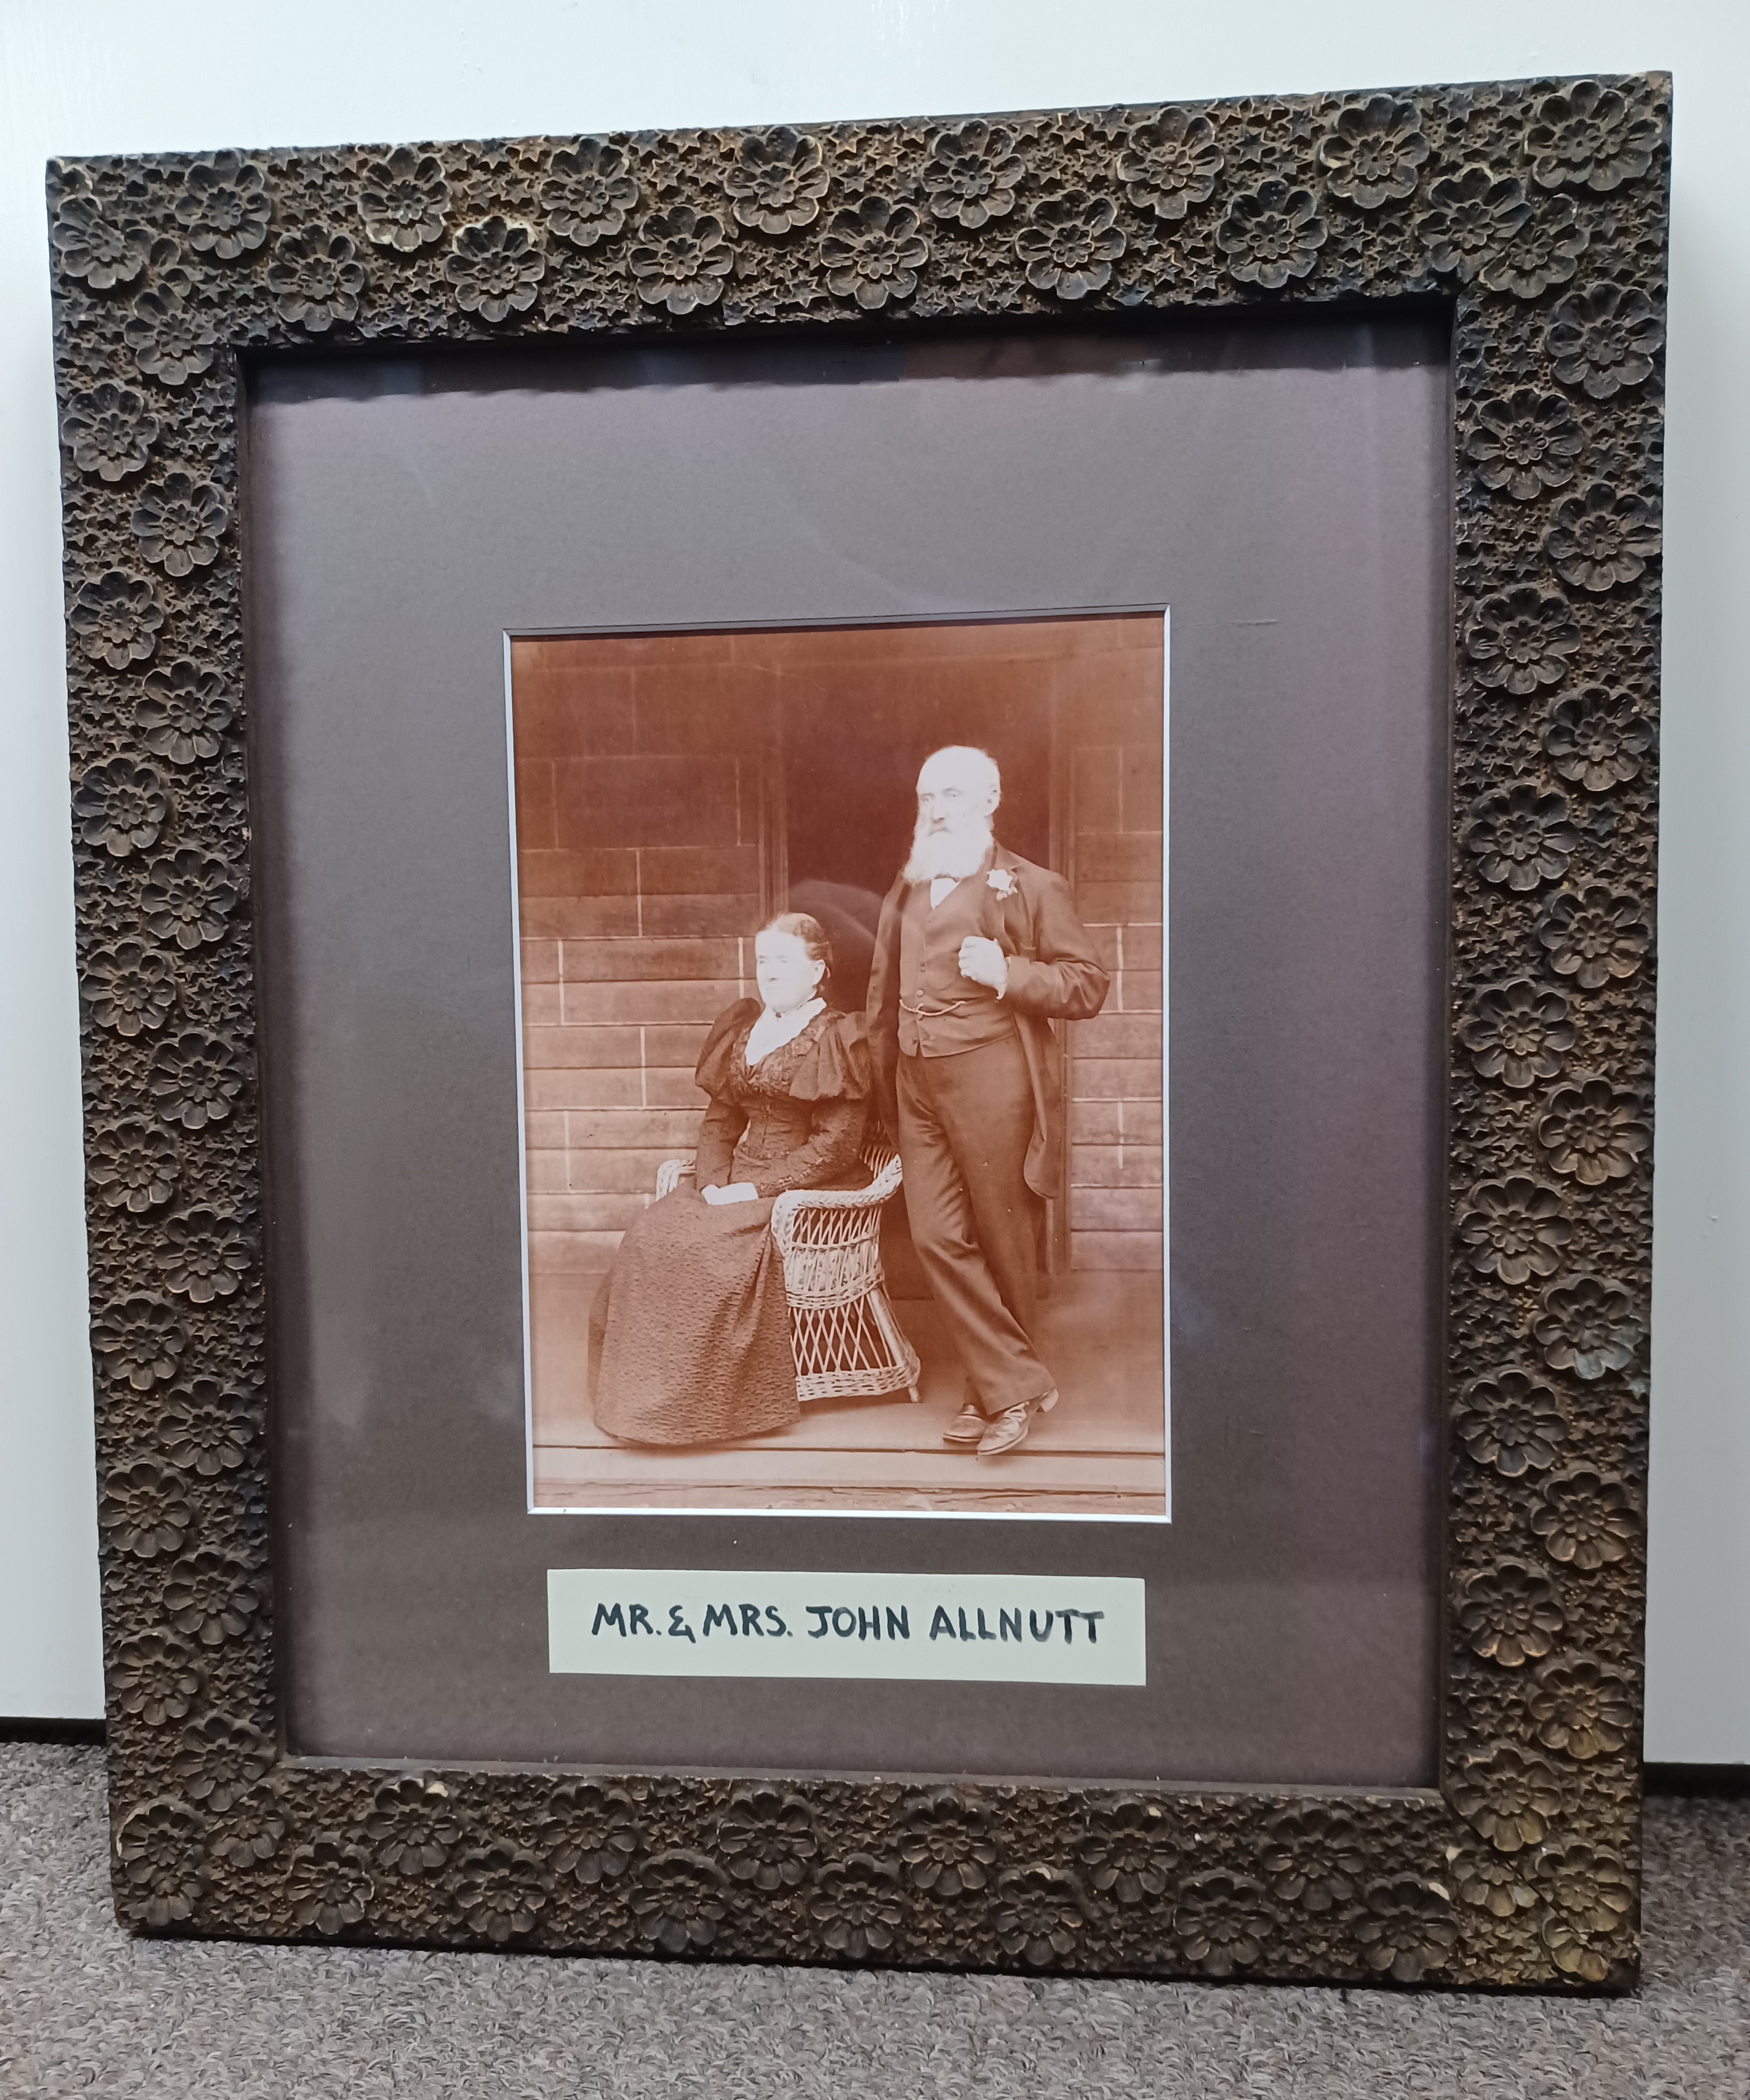 MR. & MRS. JOHN ALLNUTT